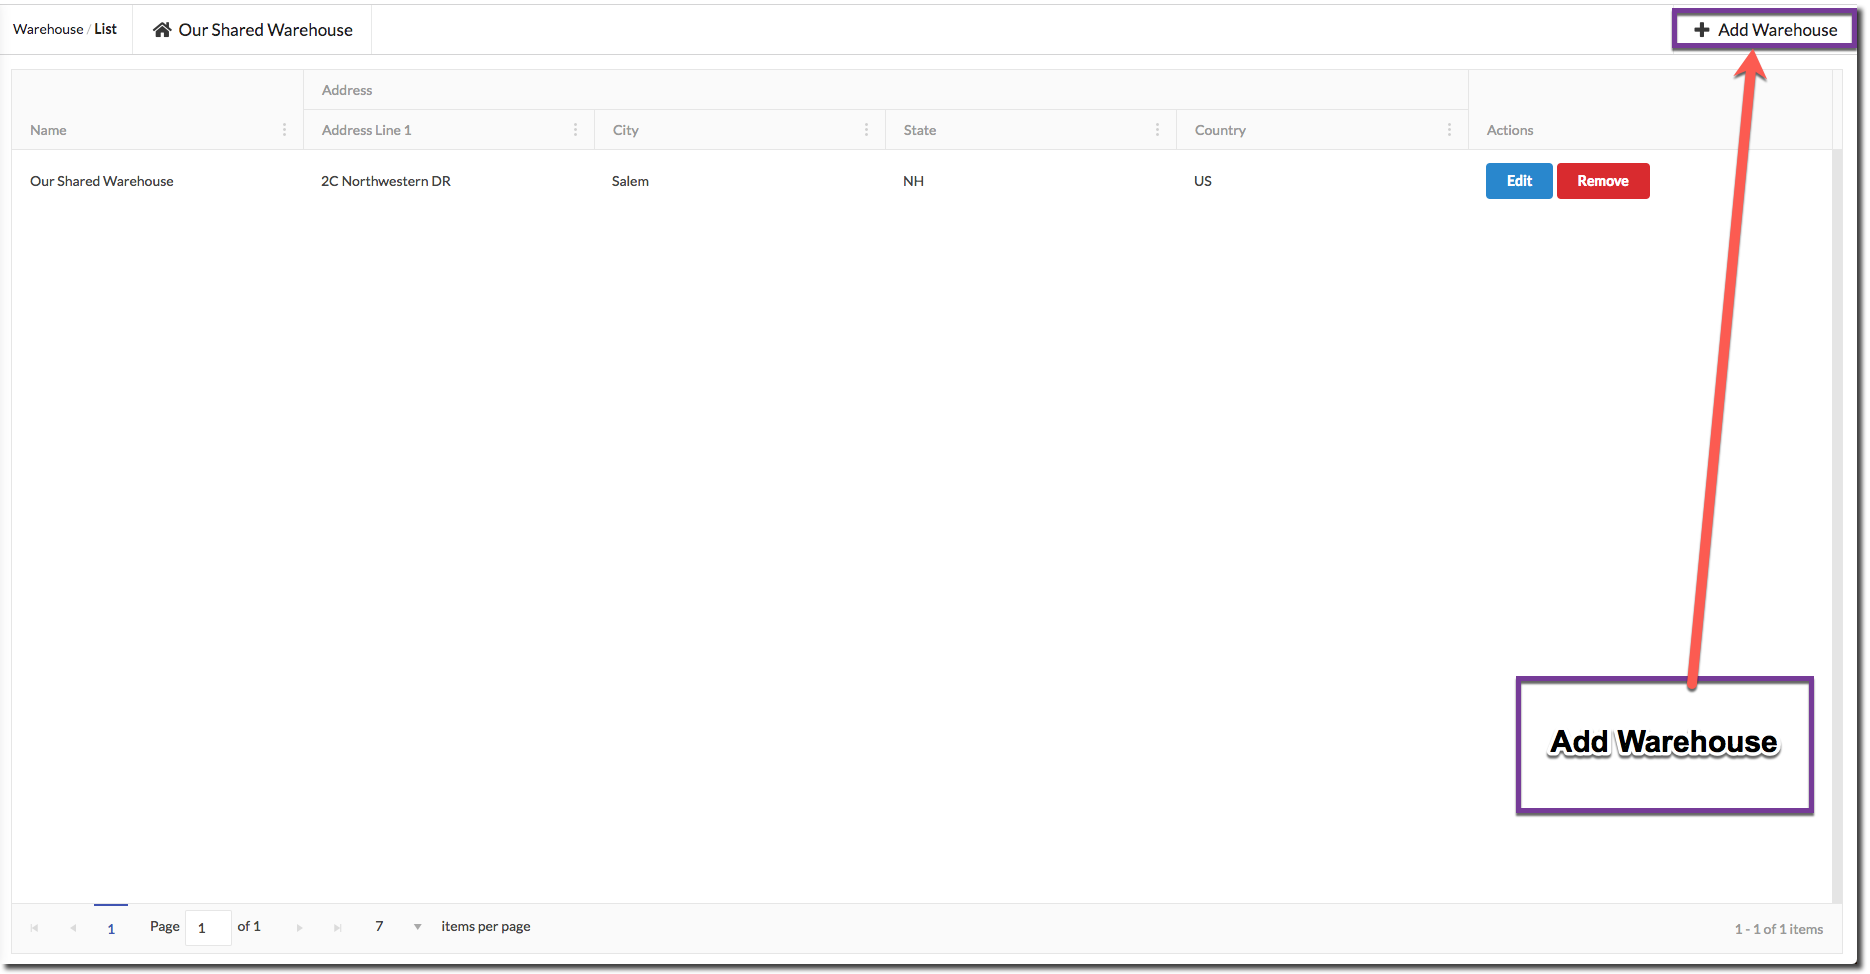 Warehouse / List
Our Shared Warehouse
Add Warehouse
Address
Name
Address Line 1
City
State
Country
Actions
Our Shared Warehouse
2C Northwestern DR
Salem
NH
US
Edit
Remove
Add Warehouse
1
Page
1
of 1
7
items per page
1 - 1 of 1 items